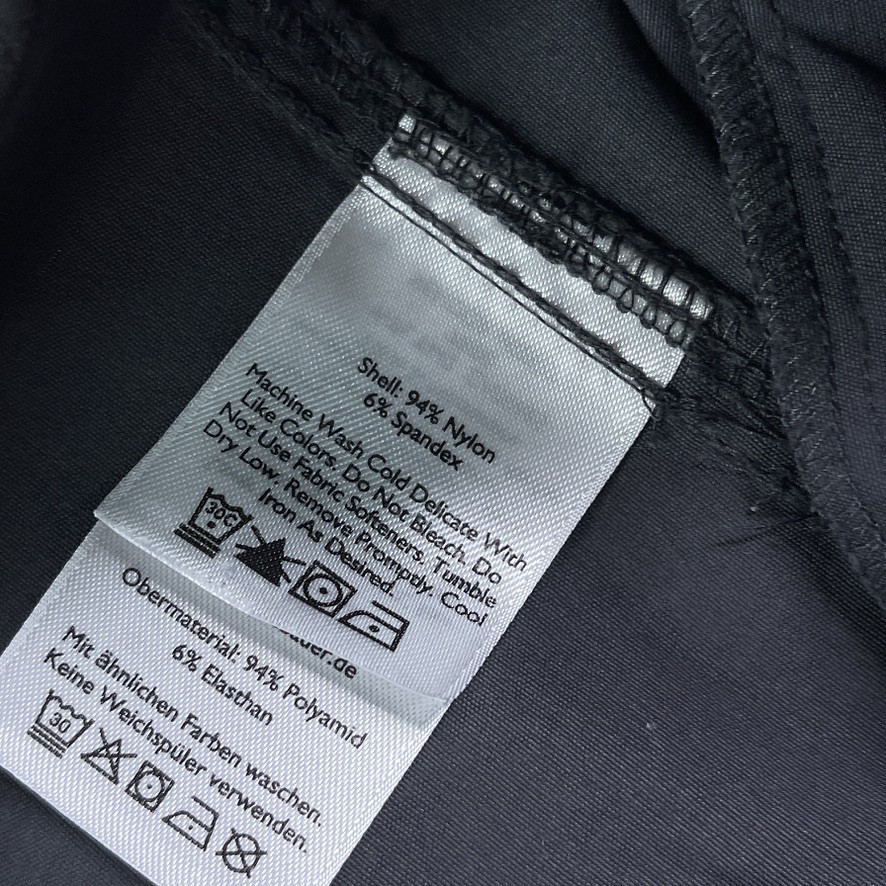 Shell: 94% Nylon
6% Spandex
Machine Wash Cold Delicate With
Like Colors. Do Not Bleach. Do
Not Use Fabric Softeners. Tumble
Dry Low. Remove Promptly. Cool
Iron As Desired.
30C
.de
Obermaterial: 94% Polyamid
6% Elasthan
Mit ähnlichen Farben waschen.
Keine Weichspüler verwenden.
30